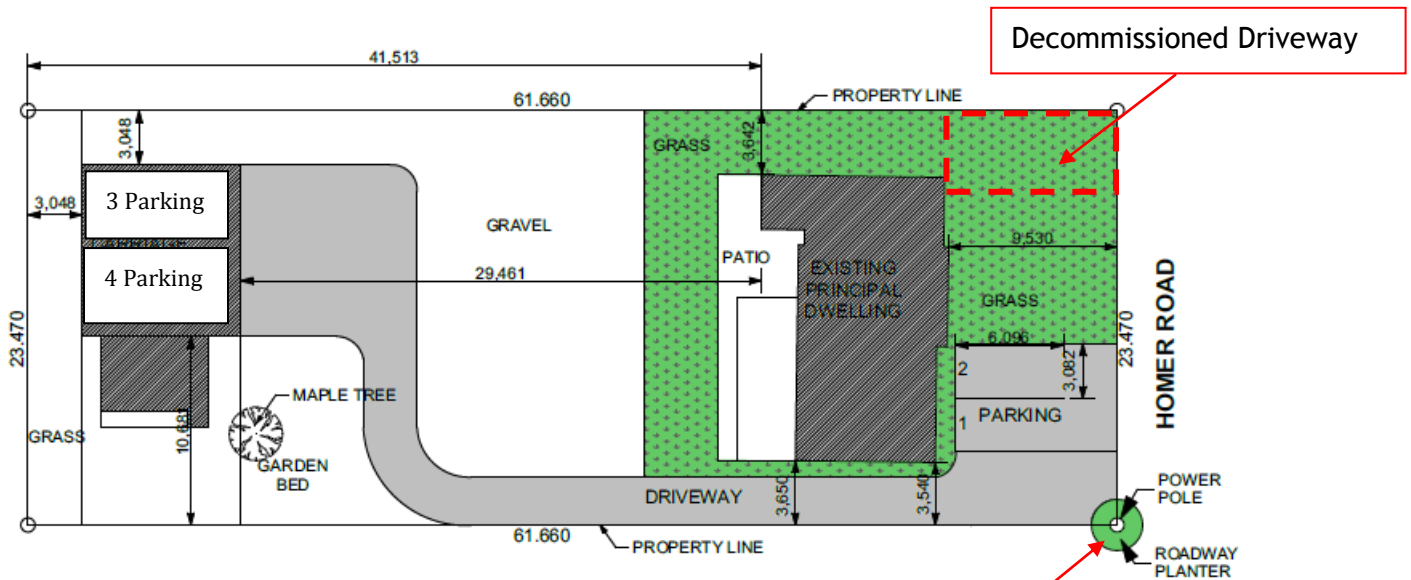 Decommissioned Driveway
41,513
61.660
PROPERTY LINE
3,048
3,642
GRASS
3 Parking
3,048
4 Parking
GRAVEL
9,530
29,461
PATIO
EXISTING
PRINCIPAL
DWELLING
GRASS
6,096
23.470
23.470
HOMER ROAD
3,082
2
PARKING
1
MAPLE TREE
10,681
GRASS
GARDEN
BED
DRIVEWAY
3,650
3,540
POWER
POLE
61.660
PROPERTY LINE
ROADWAY
PLANTER